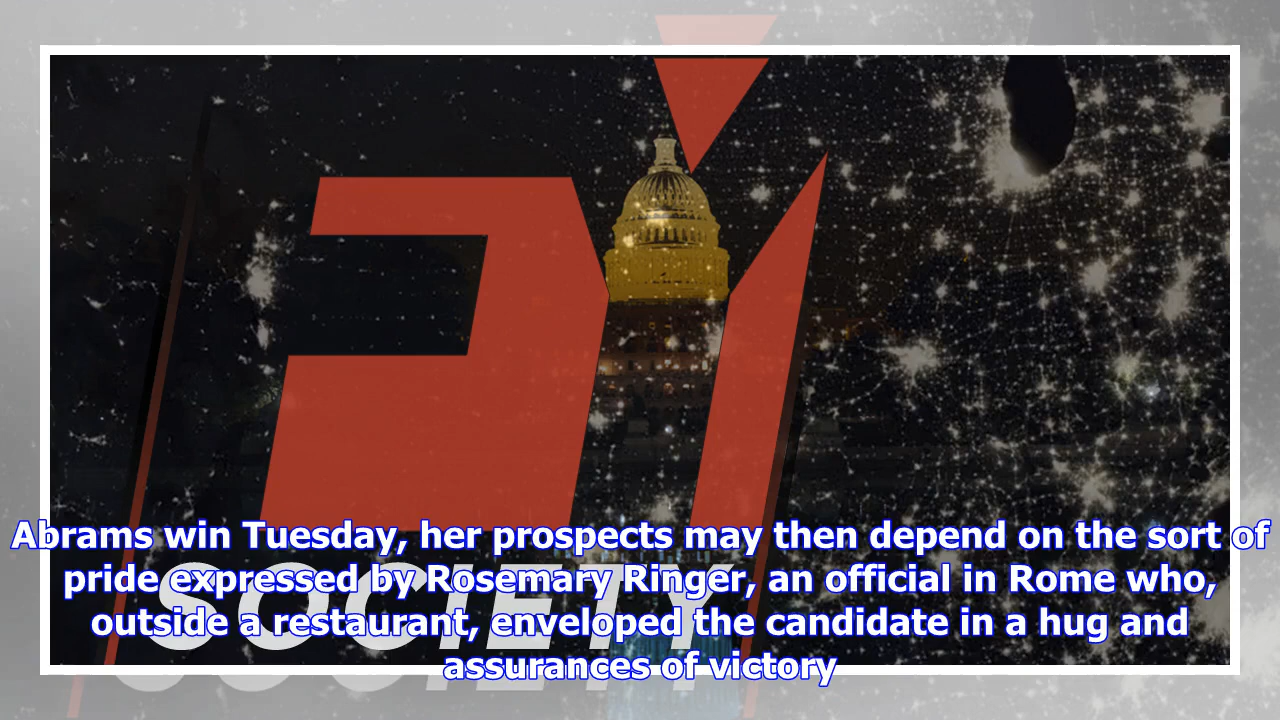 SOCIETY
Abrams win Tuesday, her prospects may then depend on the sort of
pride expressed by Rosemary Ringer, an official in Rome who,
outside a restaurant, enveloped the candidate in a hug and
assurances of victory